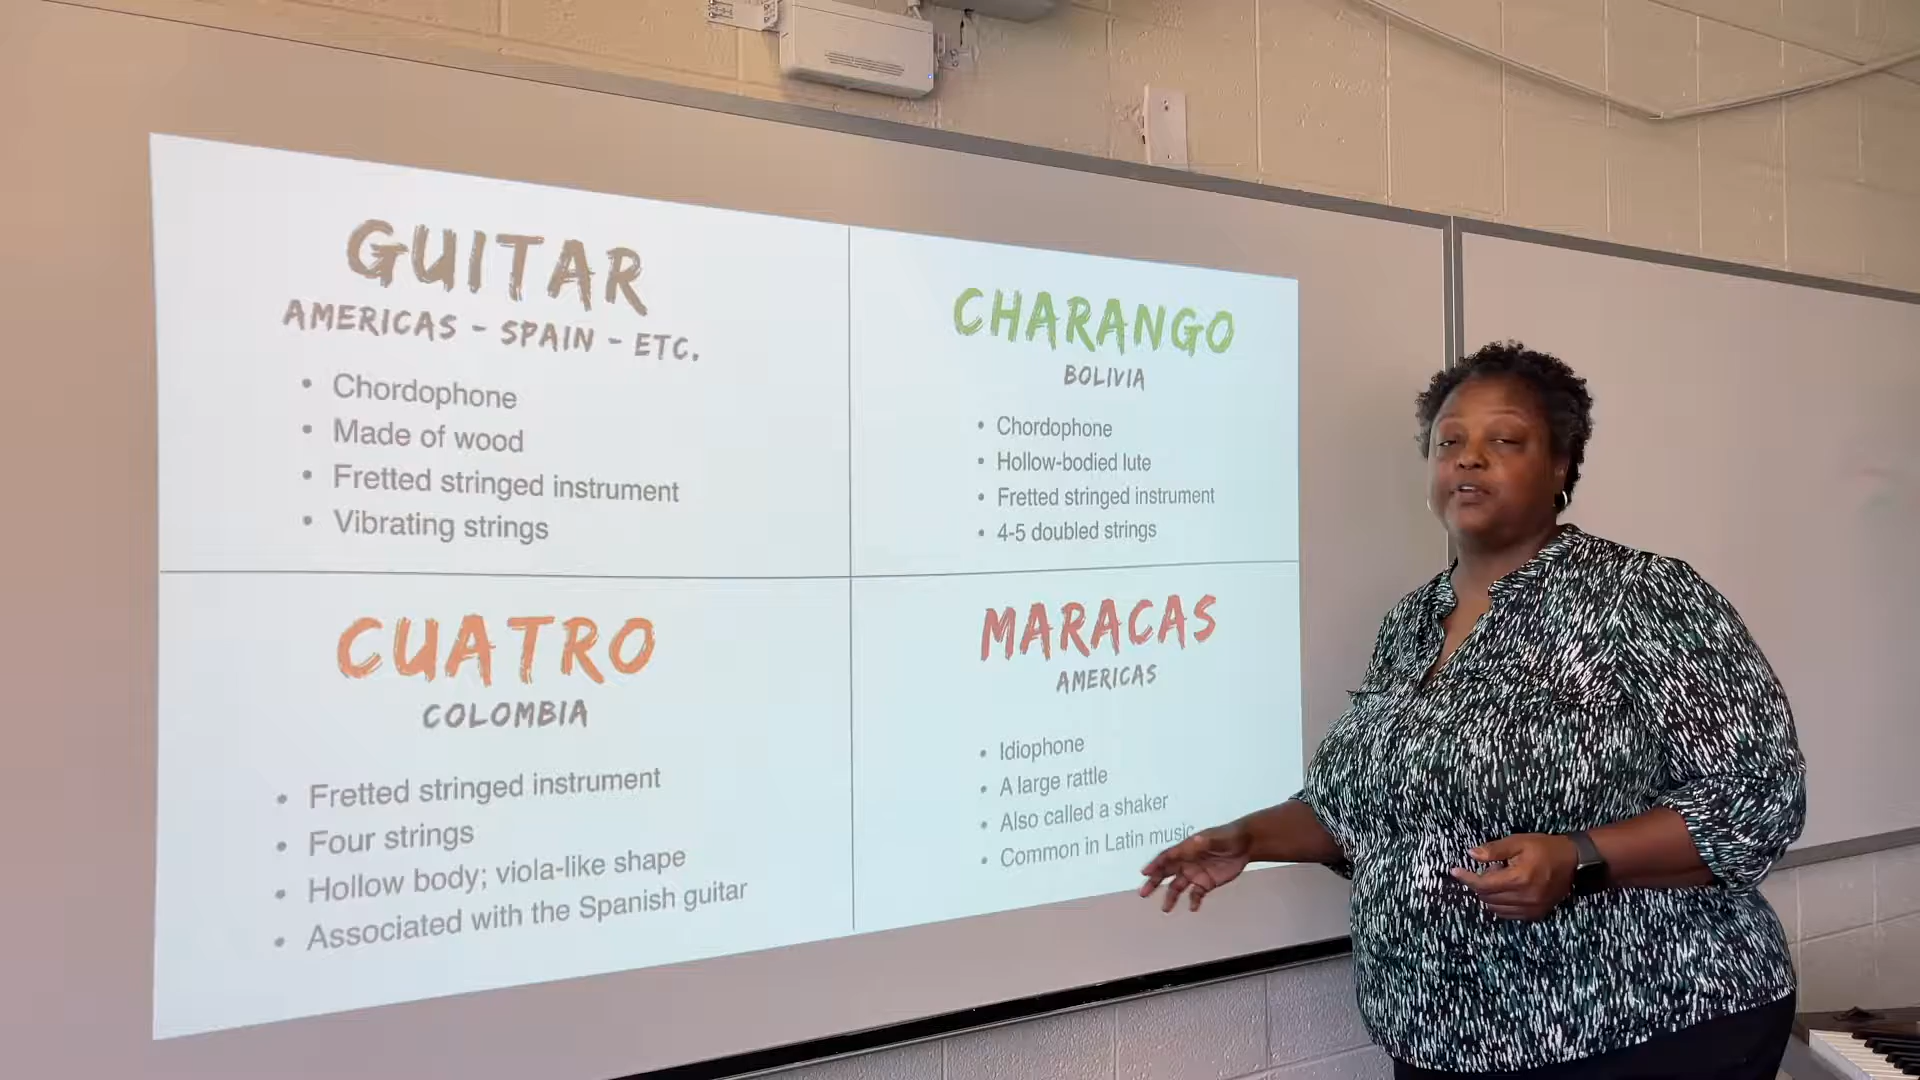 GUITAR
AMERICAS - SPAIN - ETC.
• Chordophone
• Made of wood
• Fretted stringed instrument
• Vibrating strings
CHARANGO
BOLIVIA
• Chordophone
• Hollow-bodied lute
• Fretted stringed instrument
• 4-5 doubled strings
CUATRO
COLOMBIA
• Fretted stringed instrument
• Four strings
• Hollow body; viola-like shape
• Associated with the Spanish guitar
MARACAS
AMERICAS
• Idiophone
• A large rattle
• Also called a shaker
• Common in Latin music